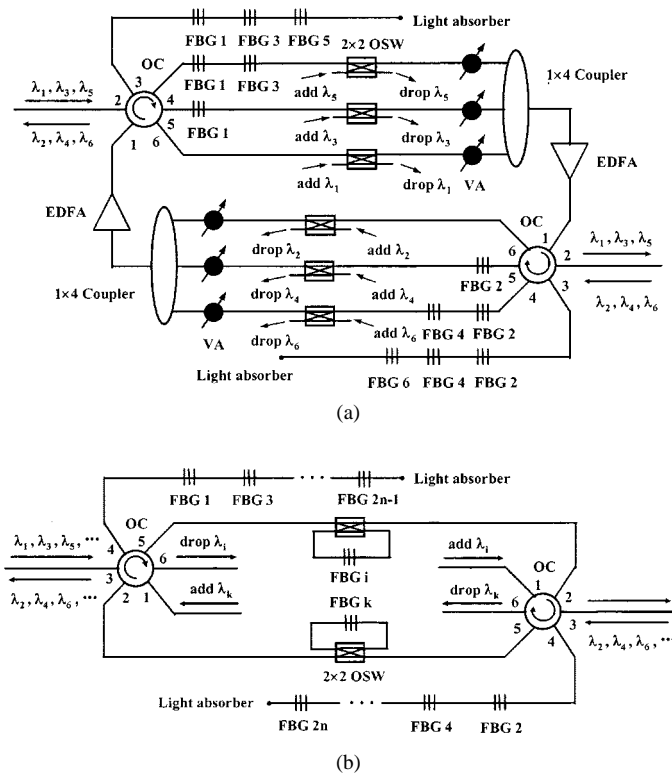 Light absorber
FBG 1 FBG 3 FBG 5 2×2 OSW
OC
1×4 Coupler
λ1, λ3, λ5
λ2, λ4, λ6
3
2 4
1 6 5
FBG 1 FBG 3
add λ5 drop λ5
FBG 1
add λ3 drop λ3
add λ1 drop λ1
VA
EDFA
EDFA
OC
1×4 Coupler
drop λ2 add λ2
drop λ4 add λ4
drop λ6 add λ6
VA
6 1 2
5 4 3
FBG 2
FBG 4 FBG 2
λ1, λ3, λ5
λ2, λ4, λ6
Light absorber
FBG 6 FBG 4 FBG 2
(a)
Light absorber
FBG 1 FBG 3 ··· FBG 2n-1
OC
λ1, λ3, λ5, ···
λ2, λ4, λ6, ···
4 5 6
3 2 1
drop λi
add λk
FBG i
FBG k
add λi
drop λk
OC
1 2
6 3
5 4
λ2, λ4, λ6, ···
2×2 OSW
Light absorber
FBG 2n ··· FBG 4 FBG 2
(b)